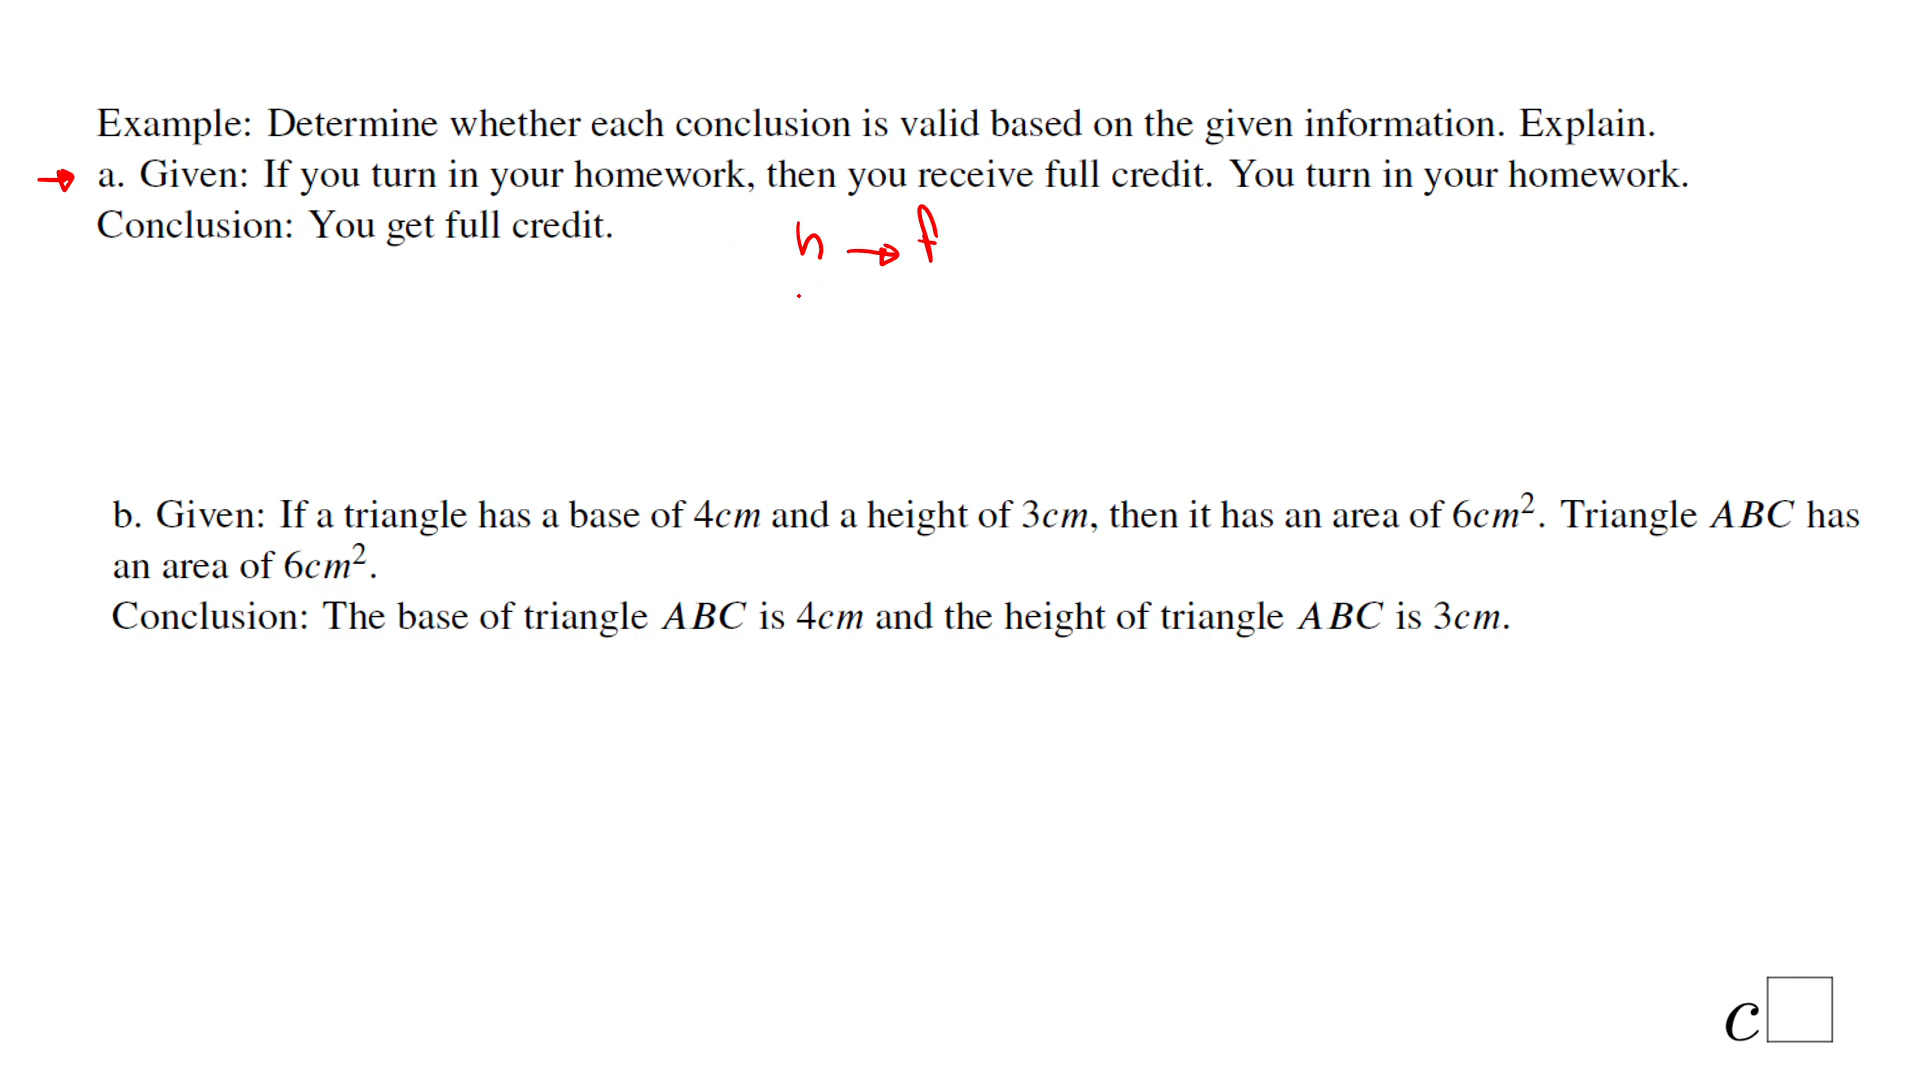 Example: Determine whether each conclusion is valid based on the given information. Explain.
a. Given: If you turn in your homework, then you receive full credit. You turn in your homework.
Conclusion: You get full credit.
h → f
b. Given: If a triangle has a base of 4cm and a height of 3cm, then it has an area of 6cm². Triangle ABC has
an area of 6cm².
Conclusion: The base of triangle ABC is 4cm and the height of triangle ABC is 3cm.
c